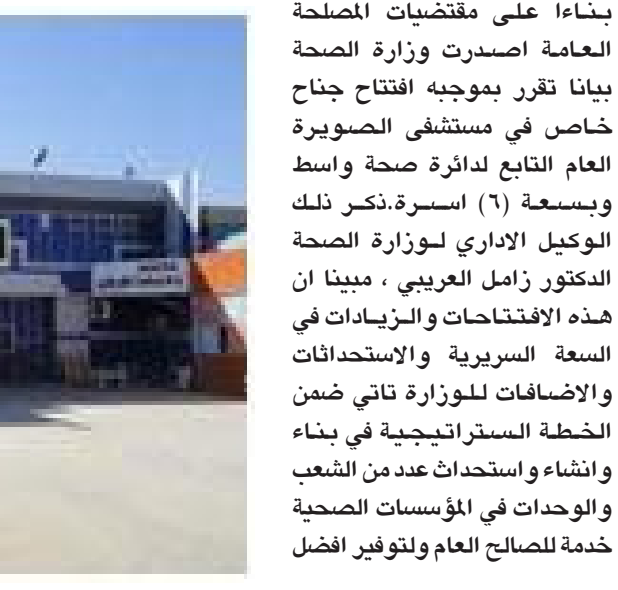 بناءا على مقتضيات المصلحة
العامة اصدرت وزارة الصحة
بيانا تقرر بموجبه افتتاح جناح
خاص في مستشفى الصويرة
العام التابع لدائرة صحة واسط
وبسعة (٦) اسرة.ذكر ذلك
الوكيل الاداري لوزارة الصحة
الدكتور زامل العريبي ، مبينا ان
هذه الافتتاحات والزيادات في
السعة السريرية والاستحداثات
والاضافات للوزارة تاتي ضمن
الخطة الستراتيجية في بناء
وانشاء واستحداث عدد من الشعب
والوحدات في المؤسسات الصحية
خدمة للصالح العام ولتوفير افضل